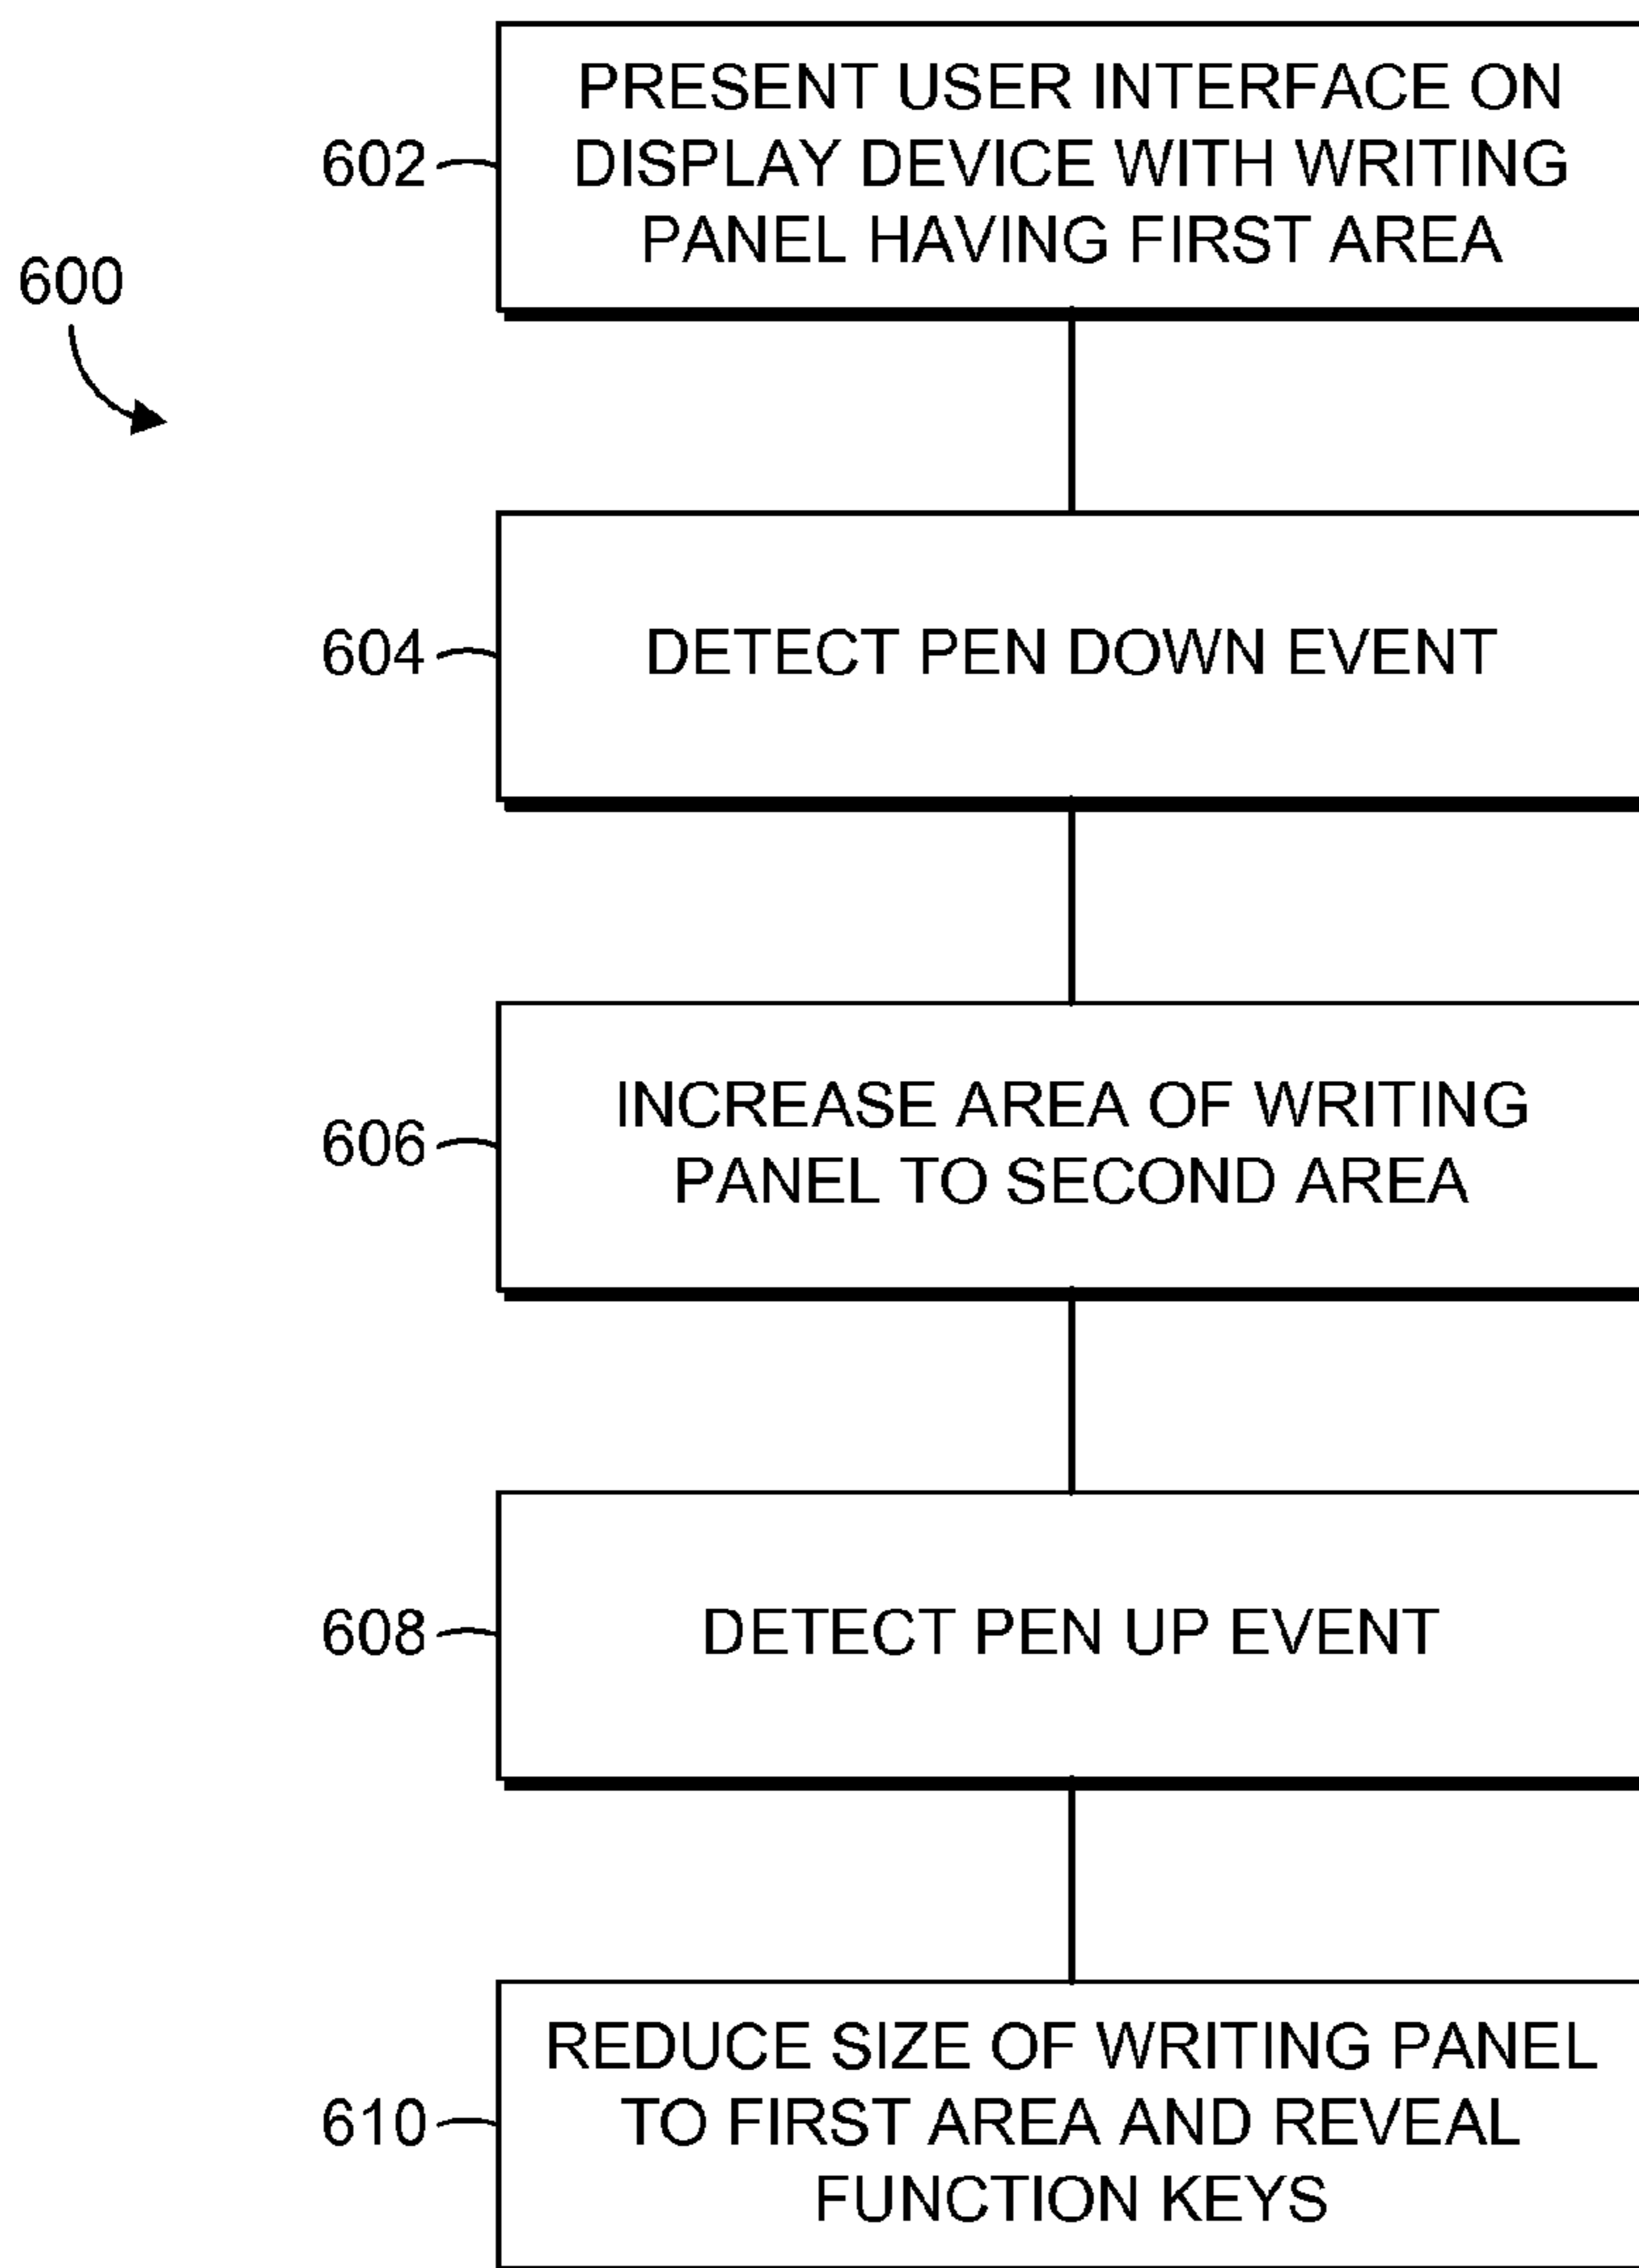 PRESENT USER INTERFACE ON
602 DISPLAY DEVICE WITH WRITING
PANEL HAVING FIRST AREA
600
604 DETECT PEN DOWN EVENT
INCREASE AREA OF WRITING
606
PANEL TO SECOND AREA
608 DETECT PEN UP EVENT
REDUCE SIZE OF WRITING PANEL
610 TO FIRST AREA AND REVEAL
FUNCTION KEYS